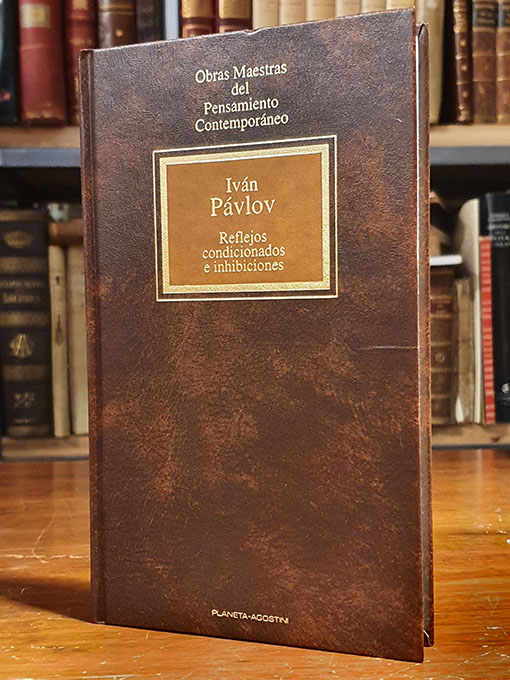 Obras Maestras
del
Pensamiento
Contemporáneo
Iván
Pávlov
Reflejos
condicionados
e inhibiciones
PLANETA-AGOSTINI